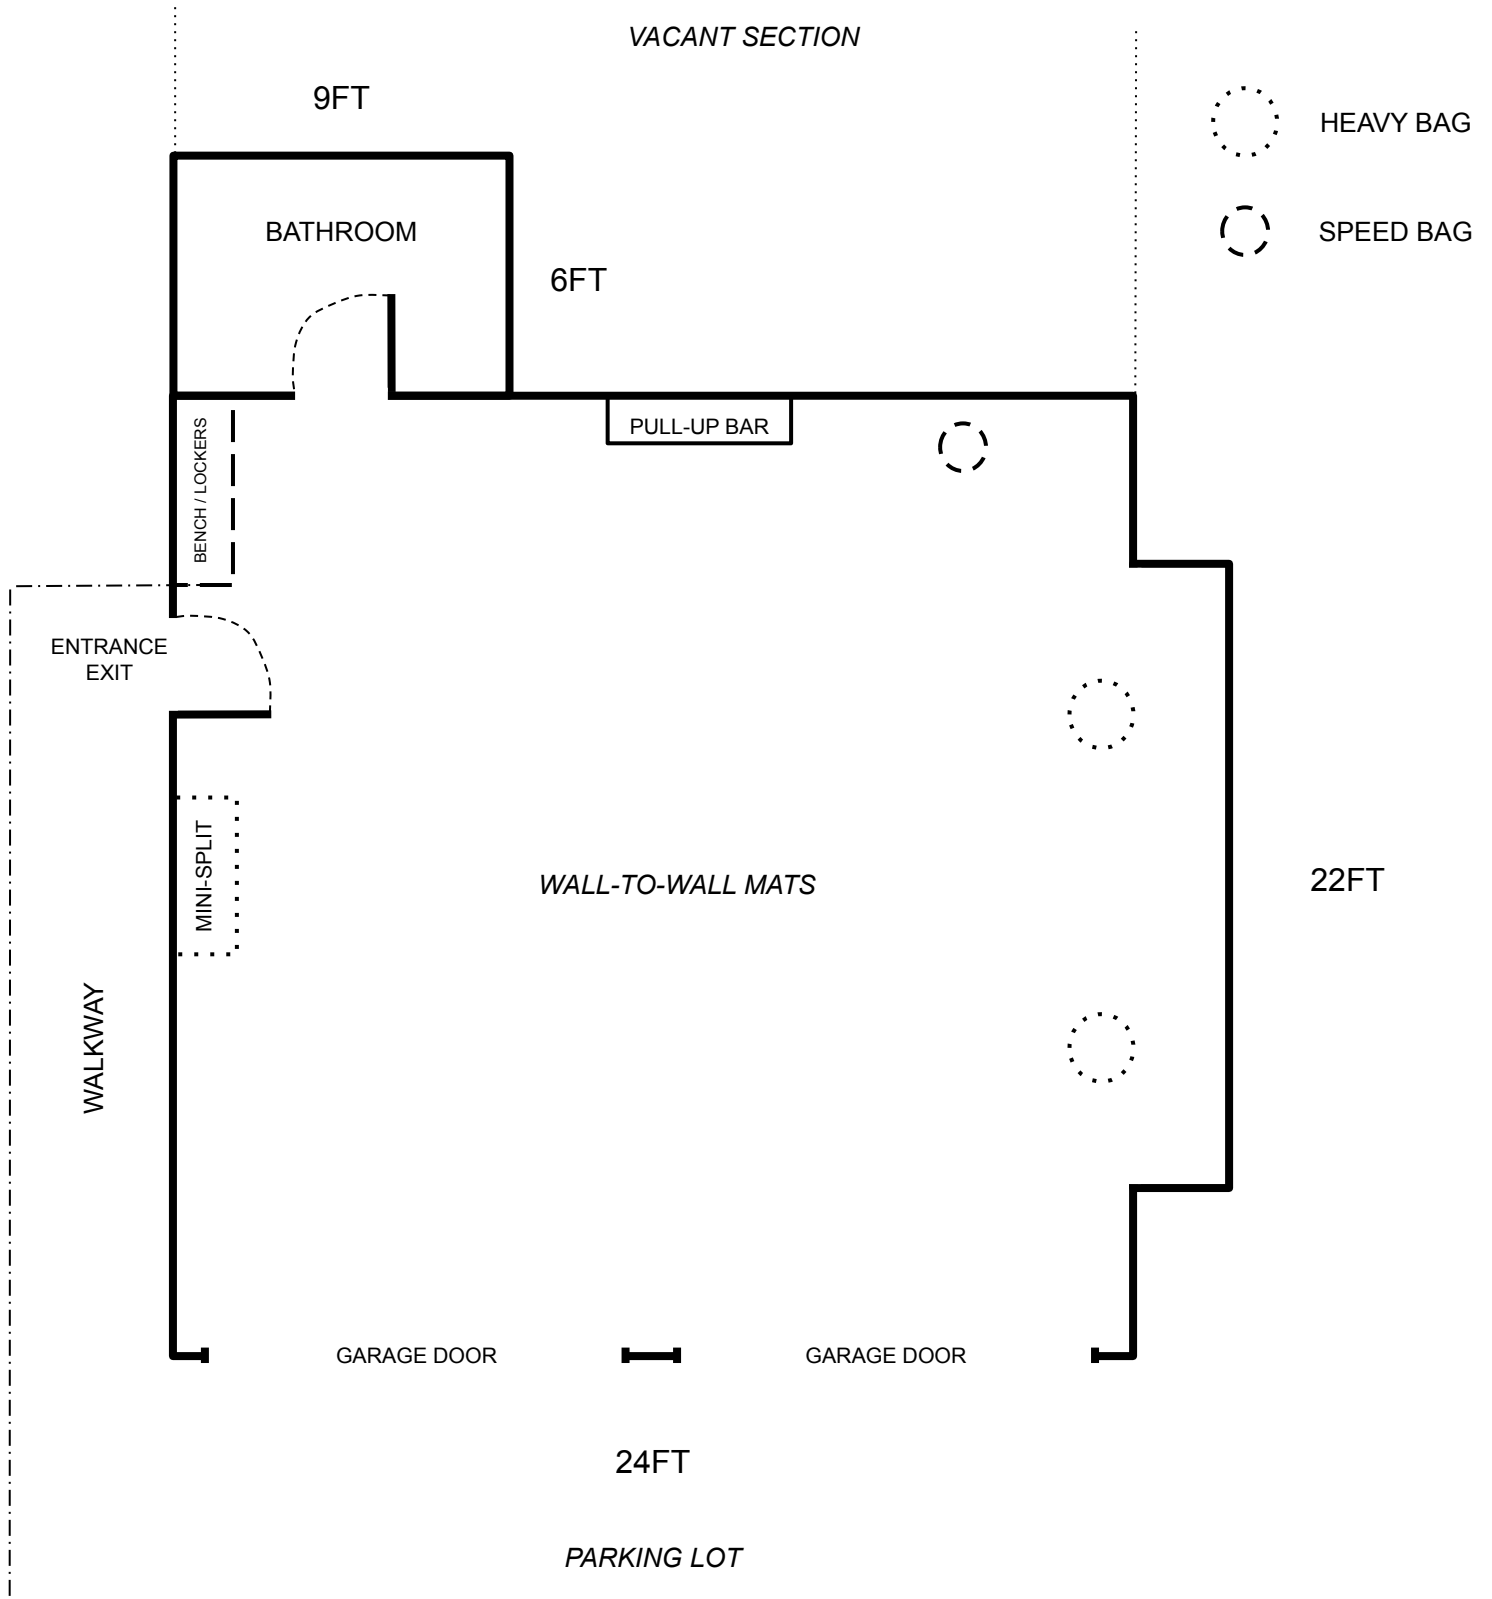 VACANT SECTION
9FT
HEAVY BAG
BATHROOM
SPEED BAG
6FT
PULL-UP BAR
BENCH / LOCKERS
ENTRANCE
EXIT
MINI-SPLIT
WALL-TO-WALL MATS
22FT
WALKWAY
GARAGE DOOR
GARAGE DOOR
24FT
PARKING LOT